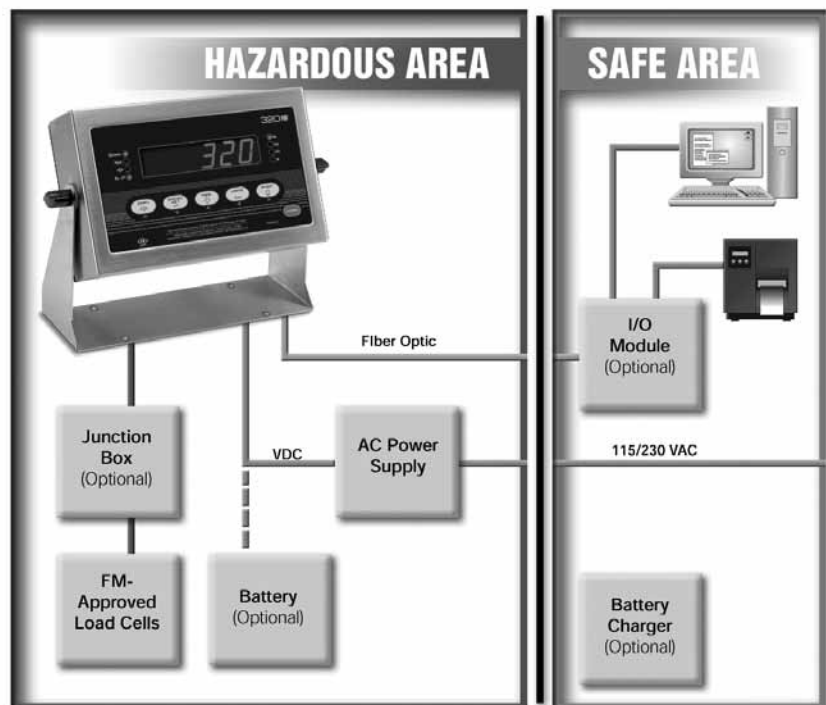 HAZARDOUS AREA
SAFE AREA
320
320
FIber Optic
I/O
Module
(Optional)
Junction
Box
(Optional)
VDC
AC Power
Supply
115/230 VAC
FM-
Approved
Load Cells
Battery
(Optional)
Battery
Charger
(Optional)